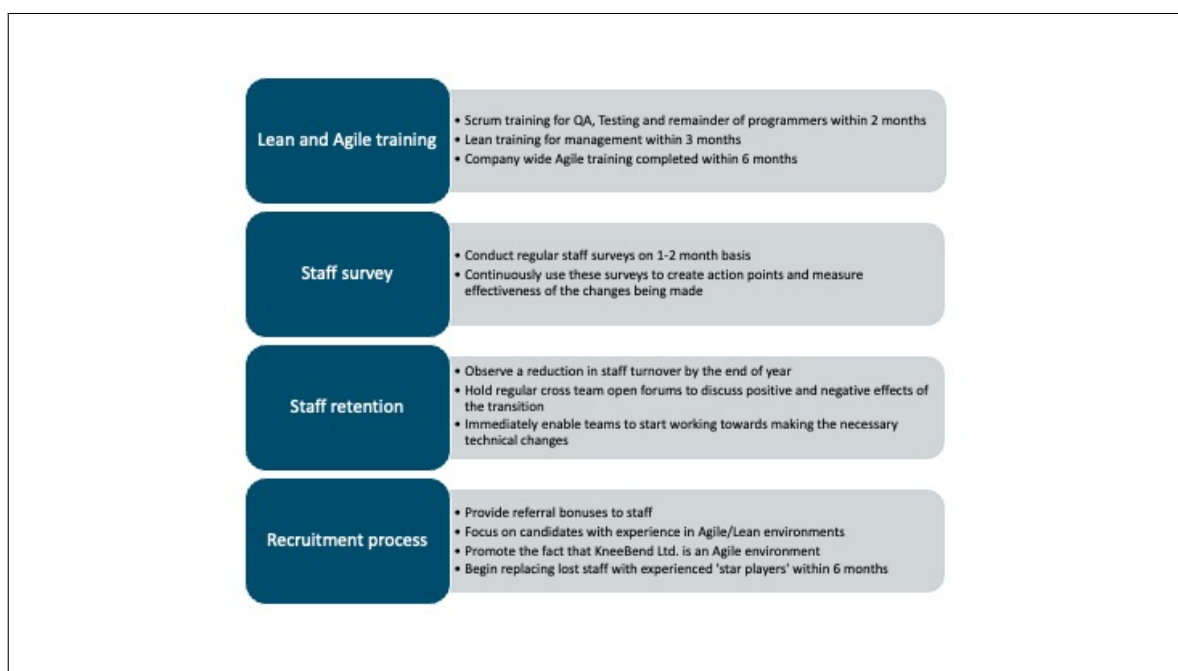 Lean and Agile training
• Scrum training for QA, Testing and remainder of programmers within 2 months
• Lean training for management within 3 months
• Company wide Agile training completed within 6 months
Staff survey
• Conduct regular staff surveys on 1-2 month basis
• Continuously use these surveys to create action points and measure
effectiveness of the changes being made
Staff retention
• Observe a reduction in staff turnover by the end of year
• Hold regular cross team open forums to discuss positive and negative effects of
the transition
• Immediately enable teams to start working towards making the necessary
technical changes
Recruitment process
• Provide referral bonuses to staff
• Focus on candidates with experience in Agile/Lean environments
• Promote the fact that KneeBend Ltd. is an Agile environment
• Begin replacing lost staff with experienced 'star players' within 6 months